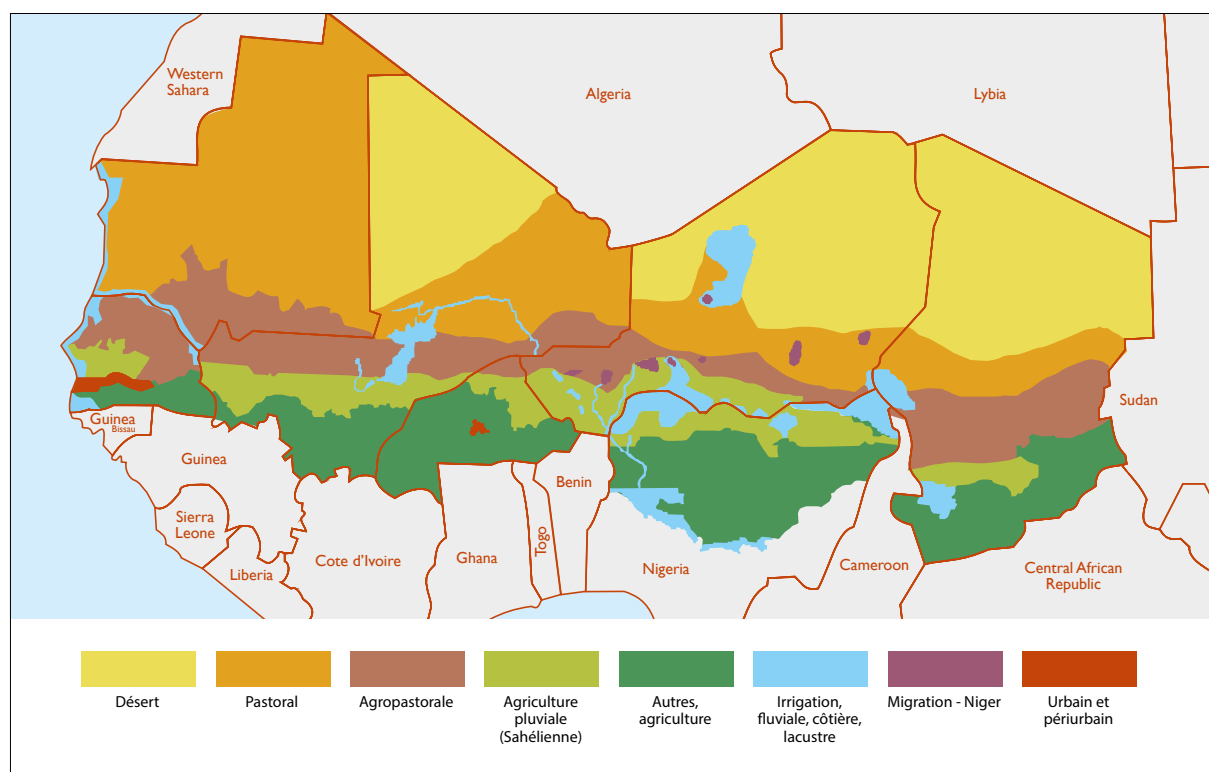 Western
Sahara
Algeria
Lybia
Sudan
Guinea
Bissau
Guinea
Sierra
Leone
Liberia
Cote d'Ivoire
Ghana
Togo
Benin
Nigeria
Cameroon
Central African
Republic
Désert
Pastoral
Agropastorale
Agriculture
pluviale
(Sahélienne)
Autres,
agriculture
Irrigation,
fluviale, côtière,
lacustre
Migration - Niger
Urbain et
périurbain